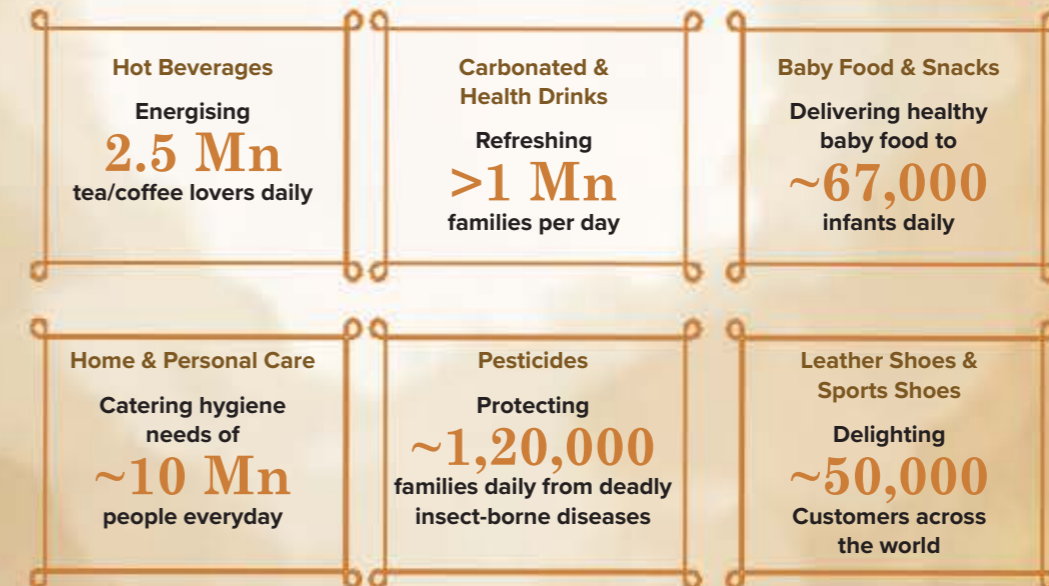 Hot Beverages
Energising
2.5 Mn
tea/coffee lovers daily
Carbonated &
Health Drinks
Refreshing
>1 Mn
families per day
Baby Food & Snacks
Delivering healthy
baby food to
~67,000
infants daily
Home & Personal Care
Catering hygiene
needs of
~10 Mn
people everyday
Pesticides
Protecting
~1,20,000
families daily from deadly
insect-borne diseases
Leather Shoes &
Sports Shoes
Delighting
~50,000
Customers across
the world